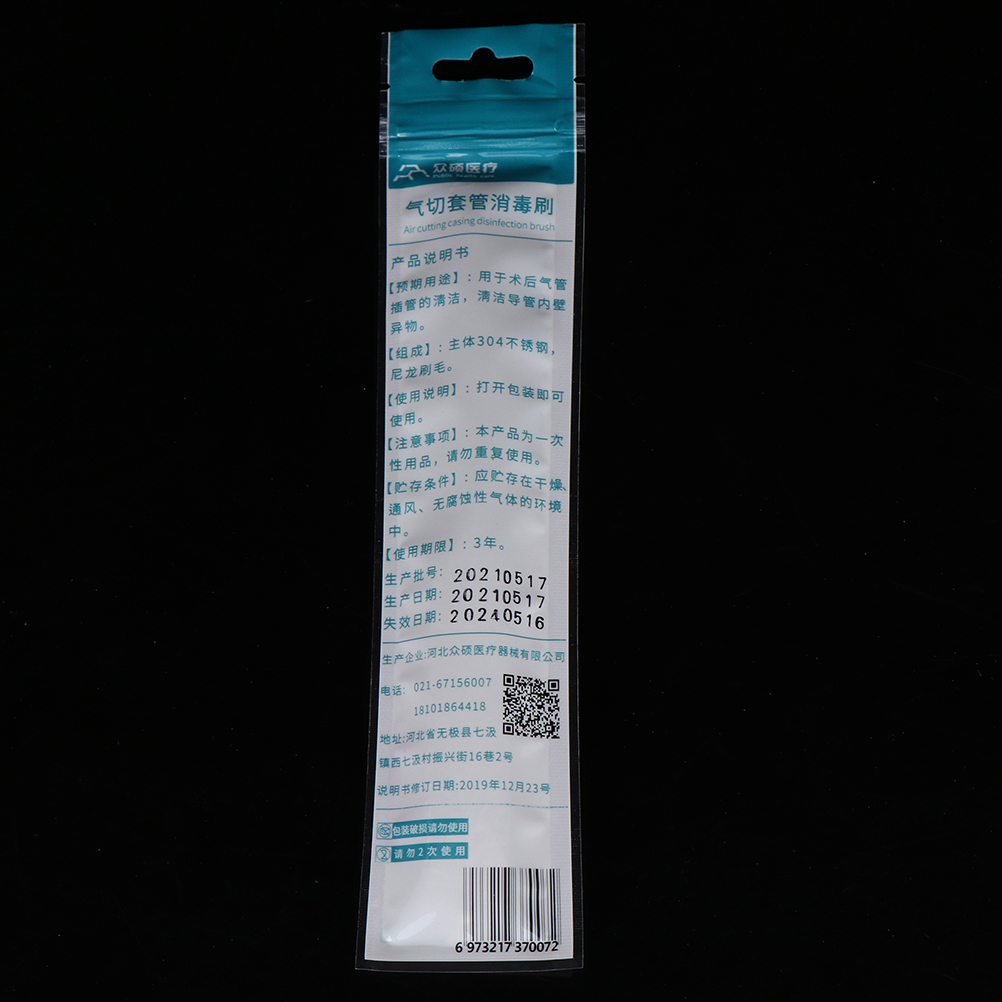 众硕医疗
Public health care
气切套管消毒刷
Air cutting casing disinfection brush
产品说明书
【预期用途】：用于术后气管
插管的清洁，清洁导管内壁
异物。
【组成】：主体304不锈钢，
尼龙刷毛。
【使用说明】：打开包装即可
使用。
【注意事项】：本产品为一次
性用品，请勿重复使用。
【贮存条件】：应贮存在干燥、
通风、无腐蚀性气体的环境
中。
【使用期限】：3年。
生产批号：20210517
生产日期：20210517
失效日期：20240516
生产企业:河北众硕医疗器械有限公司
电话： 021-67156007
18101864418
地址:河北省无极县七汲
镇西七汲村振兴街16巷2号
说明书修订日期:2019年12月23号
包装破损请勿使用
请勿2次使用
6 973217 370072